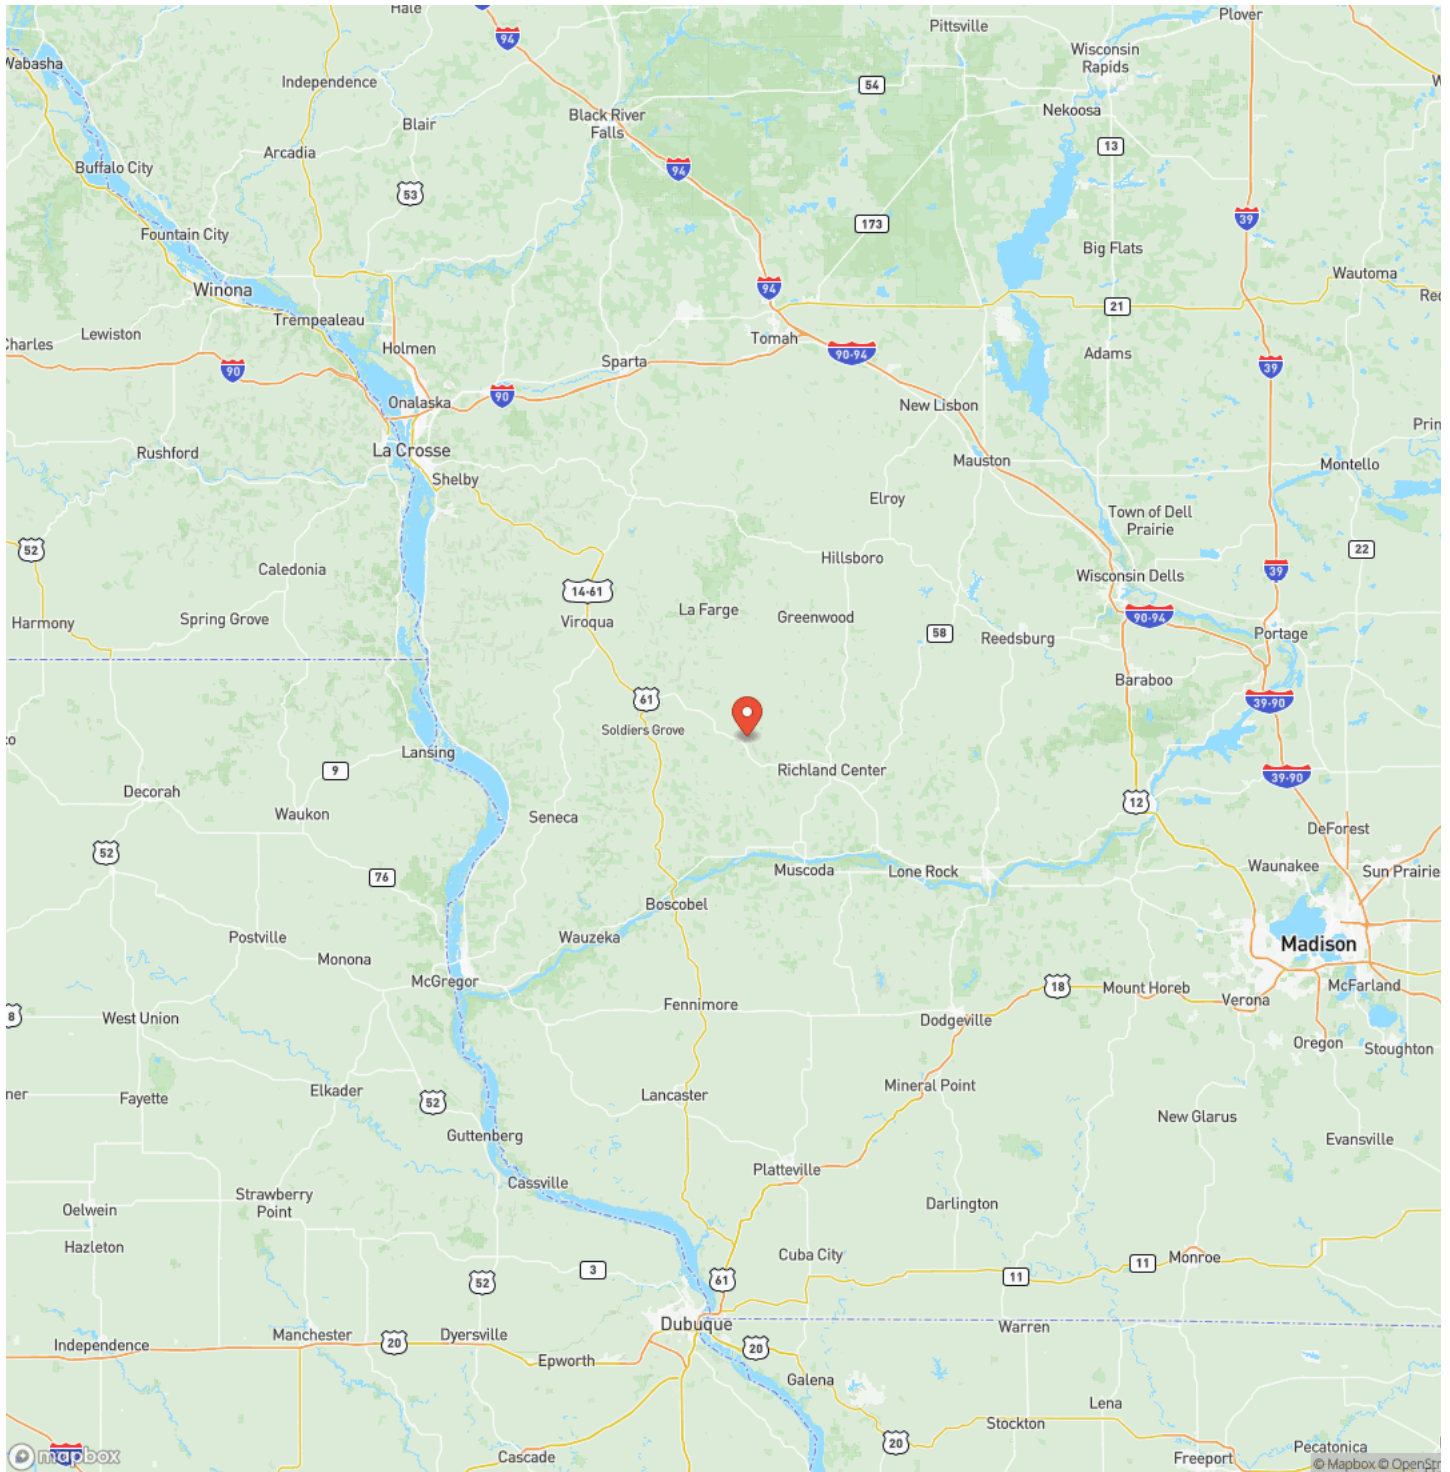 Hale
Plover
Pittsville
94
Wisconsin
Rapids
Wabasha
Independence
54
Nekoosa
Black River
Falls
Blair
13
Arcadia
94
Buffalo City
53
39
173
Fountain City
Big Flats
Wautoma
94
Winona
21
Trempealeau
Lewiston
Tomah
Charles
Holmen
90-94
Adams
Sparta
39
90
90
Onalaska
New Lisbon
Prin
La Crosse
Rushford
Mauston
Montello
Shelby
Elroy
Town of Dell
Prairie
52
22
Hillsboro
Caledonia
39
Wisconsin Dells
14-61
La Farge
Greenwood
90-94
Spring Grove
Harmony
Viroqua
58
Reedsburg
Portage
Baraboo
61
39-90
Soldiers Grove
co
Lansing
9
Richland Center
39-90
Decorah
12
Waukon
Seneca
DeForest
52
Waunakee
Muscoda
Lone Rock
Sun Prairie
76
Boscobel
Postville
Wauzeka
Madison
Monona
McGregor
18
Mount Horeb
McFarland
Verona
Fennimore
8
West Union
Dodgeville
Oregon
Stoughton
Mineral Point
Elkader
ner
Fayette
52
Lancaster
New Glarus
Guttenberg
Evansville
Platteville
Cassville
Strawberry
Point
Darlington
Oelwein
Hazleton
Cuba City
Monroe
3
61
11
11
52
Dubuque
Warren
Manchester
Dyersville
Independence
20
20
Epworth
Galena
Lena
Stockton
20
Pecatonica
mapbox
Cascade
Freeport
© Mapbox © OpenStr